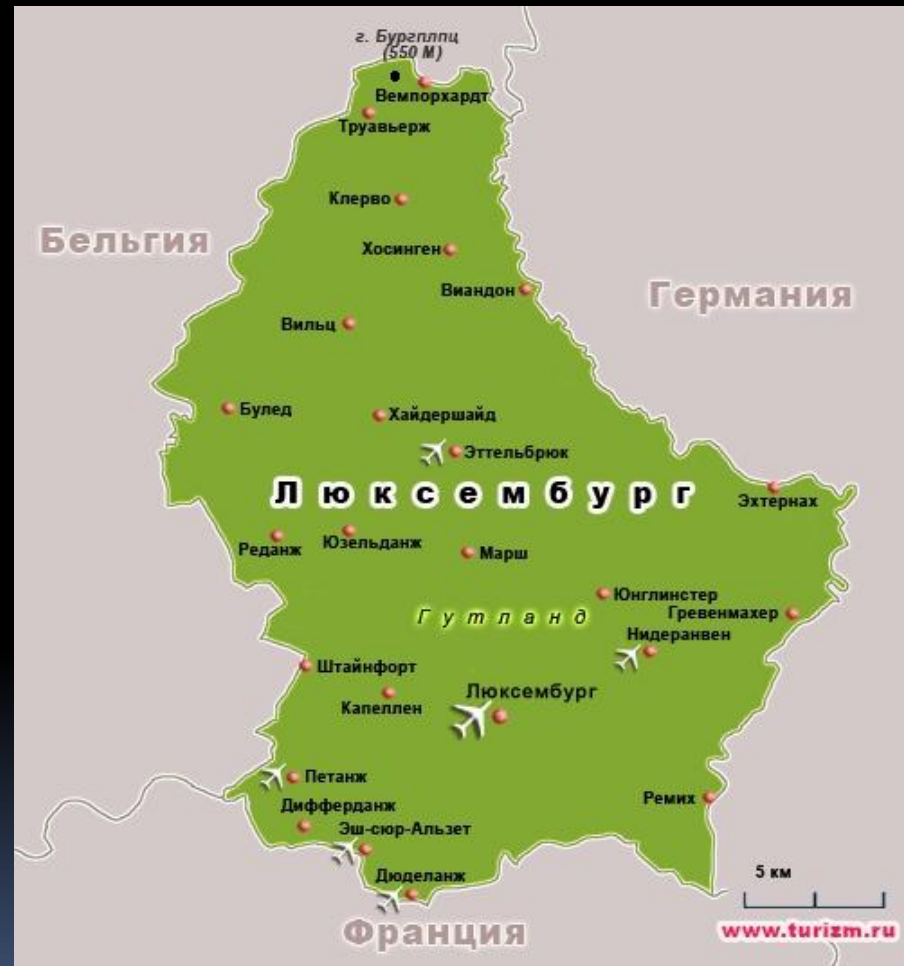 г. Бургплпц
(550 М)
Вемпорхардт
Труавьерж
Клерво
Бельгия
Хосинген
Виандон
Германия
Вильц
Булед
Хайдершайд
Эттельбрюк
Люксембург
Эхтернах
Реданж
Юзельданж
Марш
Юнглинстер
Гутланд
Гревенмахер
Нидеранвен
Штайнфорт
Люксембург
Капеллен
Петанж
Ремих
Дифферданж
Эш-сюр-Альзет
Дюделанж
5 км
Франция
www.turizm.ru